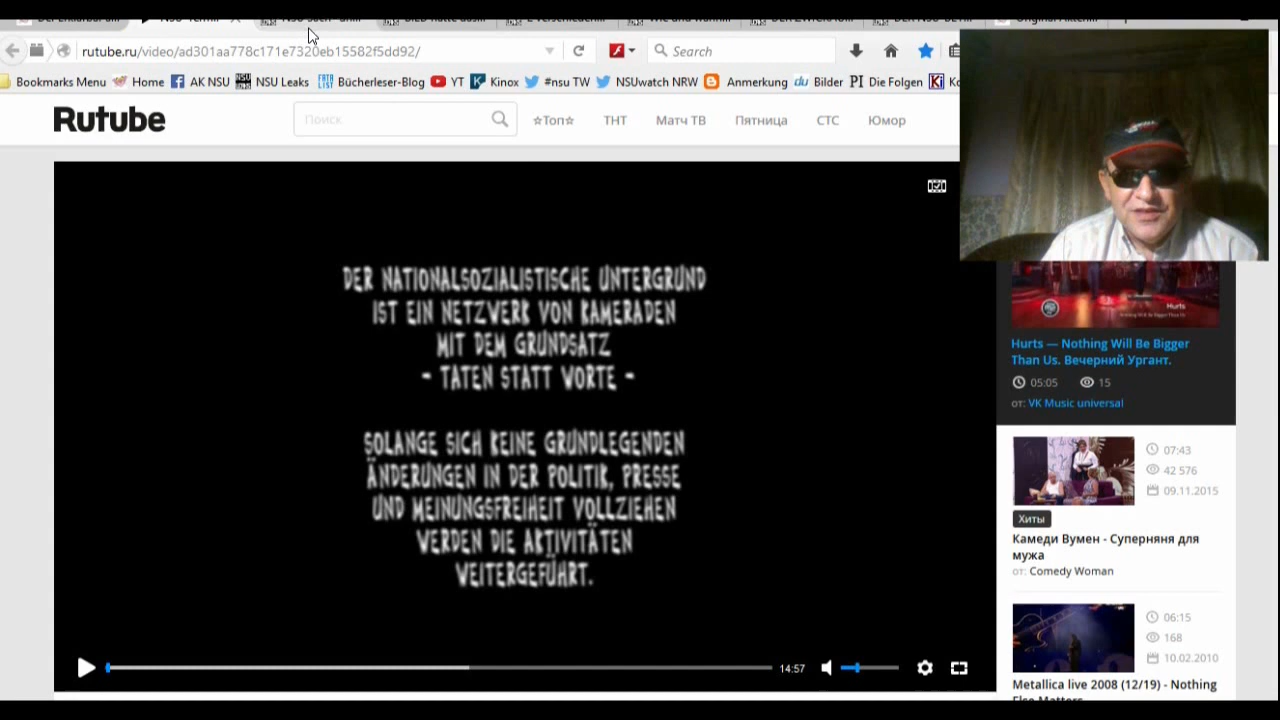 rutube.ru/video/ad301aa778c171e7320eb15582f5dd92/
Search
Bookmarks Menu Home AK NSU NSU Leaks Bücherleser-Blog YT Kinox #nsu TW NSUwatch NRW Anmerkung Bilder Die Folgen
Rutube
Поиск
☆Топ☆ ТНТ Матч ТВ Пятница СТС Юмор
DER NATIONALSOZIALISTISCHE UNTERGRUND
IST EIN NETZWERK VON KAMERADEN
MIT DEM GRUNDSATZ
- TATEN STATT WORTE -
SOLANGE SICH KEINE GRUNDLEGENDEN
ÄNDERUNGEN IN DER POLITIK, PRESSE
UND MEINUNGSFREIHEIT VOLLZIEHEN
WERDEN DIE AKTIVITÄTEN
WEITERGEFÜHRT.
14:57
Hurts
Hurts — Nothing Will Be Bigger
Than Us. Вечерний Ургант.
05:05 15
от: VK Music universal
07:43
42 576
09.11.2015
Хиты
Камеди Вумен - Суперняня для
мужа
от: Comedy Woman
06:15
168
10.02.2010
Metallica live 2008 (12/19) - Nothing